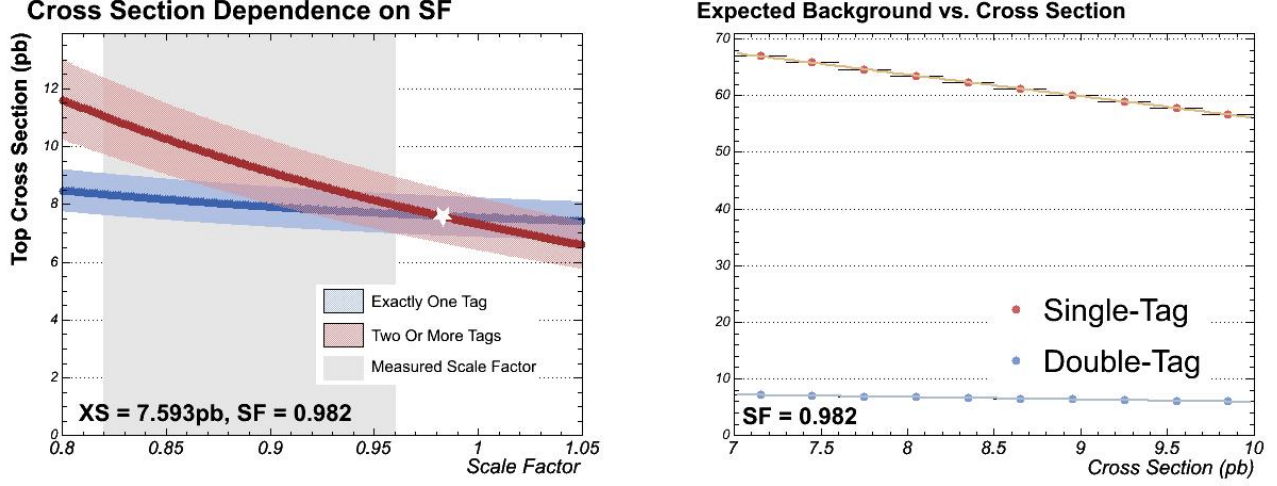 Cross Section Dependence on SF
Top Cross Section (pb)
12
10
8
6
4
2
0
Exactly One Tag
Two Or More Tags
Measured Scale Factor
XS = 7.593pb, SF = 0.982
0.8 0.85 0.9 0.95 1 1.05
Scale Factor
Expected Background vs. Cross Section
70
60
50
40
30
20
10
0
Single-Tag
Double-Tag
SF = 0.982
7 7.5 8 8.5 9 9.5 10
Cross Section (pb)